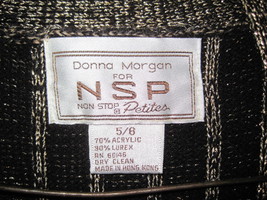 Donna Morgan
FOR
NSP
NON STOP Petites
5/6
70% ACRYLIC
30% LUREX
RN 60146
DRY CLEAN
MADE IN HONG KONG